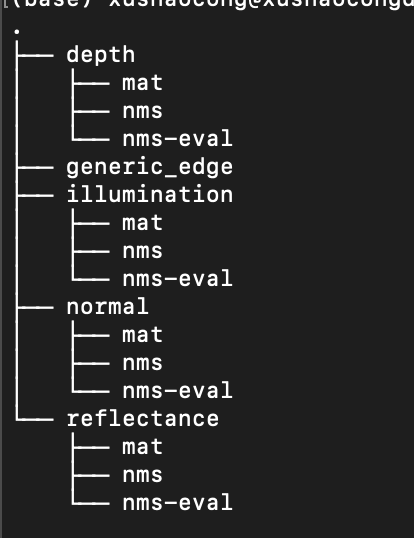 (base) xushaocong@xushaocongd
.
├── depth
│   ├── mat
│   ├── nms
│   └── nms-eval
├── generic_edge
├── illumination
│   ├── mat
│   ├── nms
│   └── nms-eval
├── normal
│   ├── mat
│   ├── nms
│   └── nms-eval
└── reflectance
    ├── mat
    ├── nms
    └── nms-eval